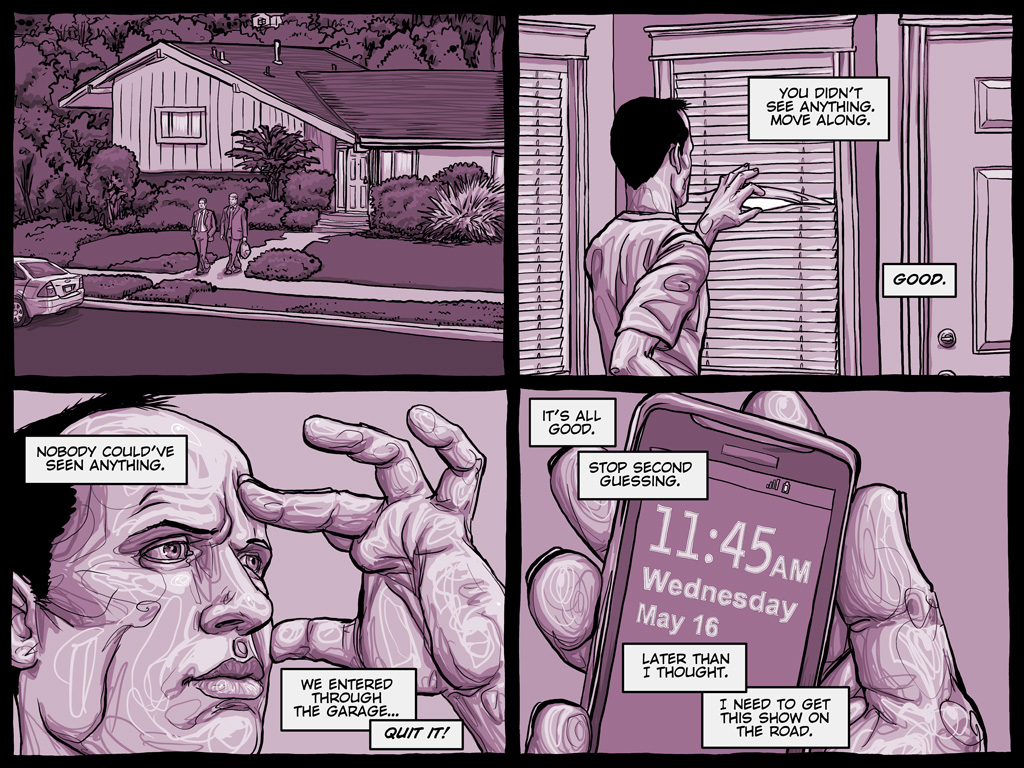 YOU DIDN'T
SEE ANYTHING.
MOVE ALONG.
GOOD.
NOBODY COULD'VE
SEEN ANYTHING.
WE ENTERED
THROUGH
THE GARAGE...
QUIT IT!
IT'S ALL
GOOD.
STOP SECOND
GUESSING.
11:45AM
Wednesday
May 16
LATER THAN
I THOUGHT.
I NEED TO GET
THIS SHOW ON
THE ROAD.